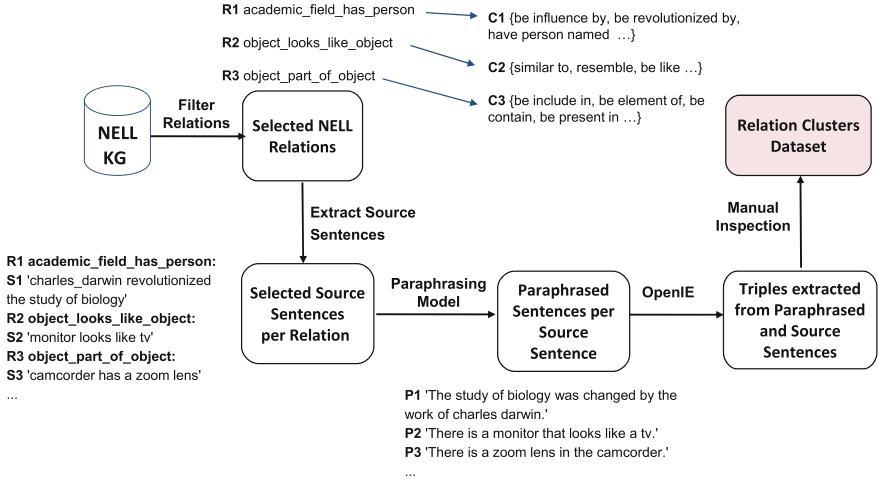 R1 academic_field_has_person
R2 object_looks_like_object
R3 object_part_of_object
C1 {be influence by, be revolutionized by,
have person named …}
C2 {similar to, resemble, be like …}
C3 {be include in, be element of, be
contain, be present in …}
NELL
KG
Filter
Relations
Selected NELL
Relations
Relation Clusters
Dataset
Extract Source
Sentences
Manual
Inspection
R1 academic_field_has_person:
S1 'charles_darwin revolutionized
the study of biology'
R2 object_looks_like_object:
S2 'monitor looks like tv'
R3 object_part_of_object:
S3 'camcorder has a zoom lens'
...
Selected Source
Sentences
per Relation
Paraphrasing
Model
Paraphrased
Sentences per
Source
Sentence
OpenIE
Triples extracted
from Paraphrased
and Source
Sentences
P1 'The study of biology was changed by the
work of charles darwin.'
P2 'There is a monitor that looks like a tv.'
P3 'There is a zoom lens in the camcorder.'
...